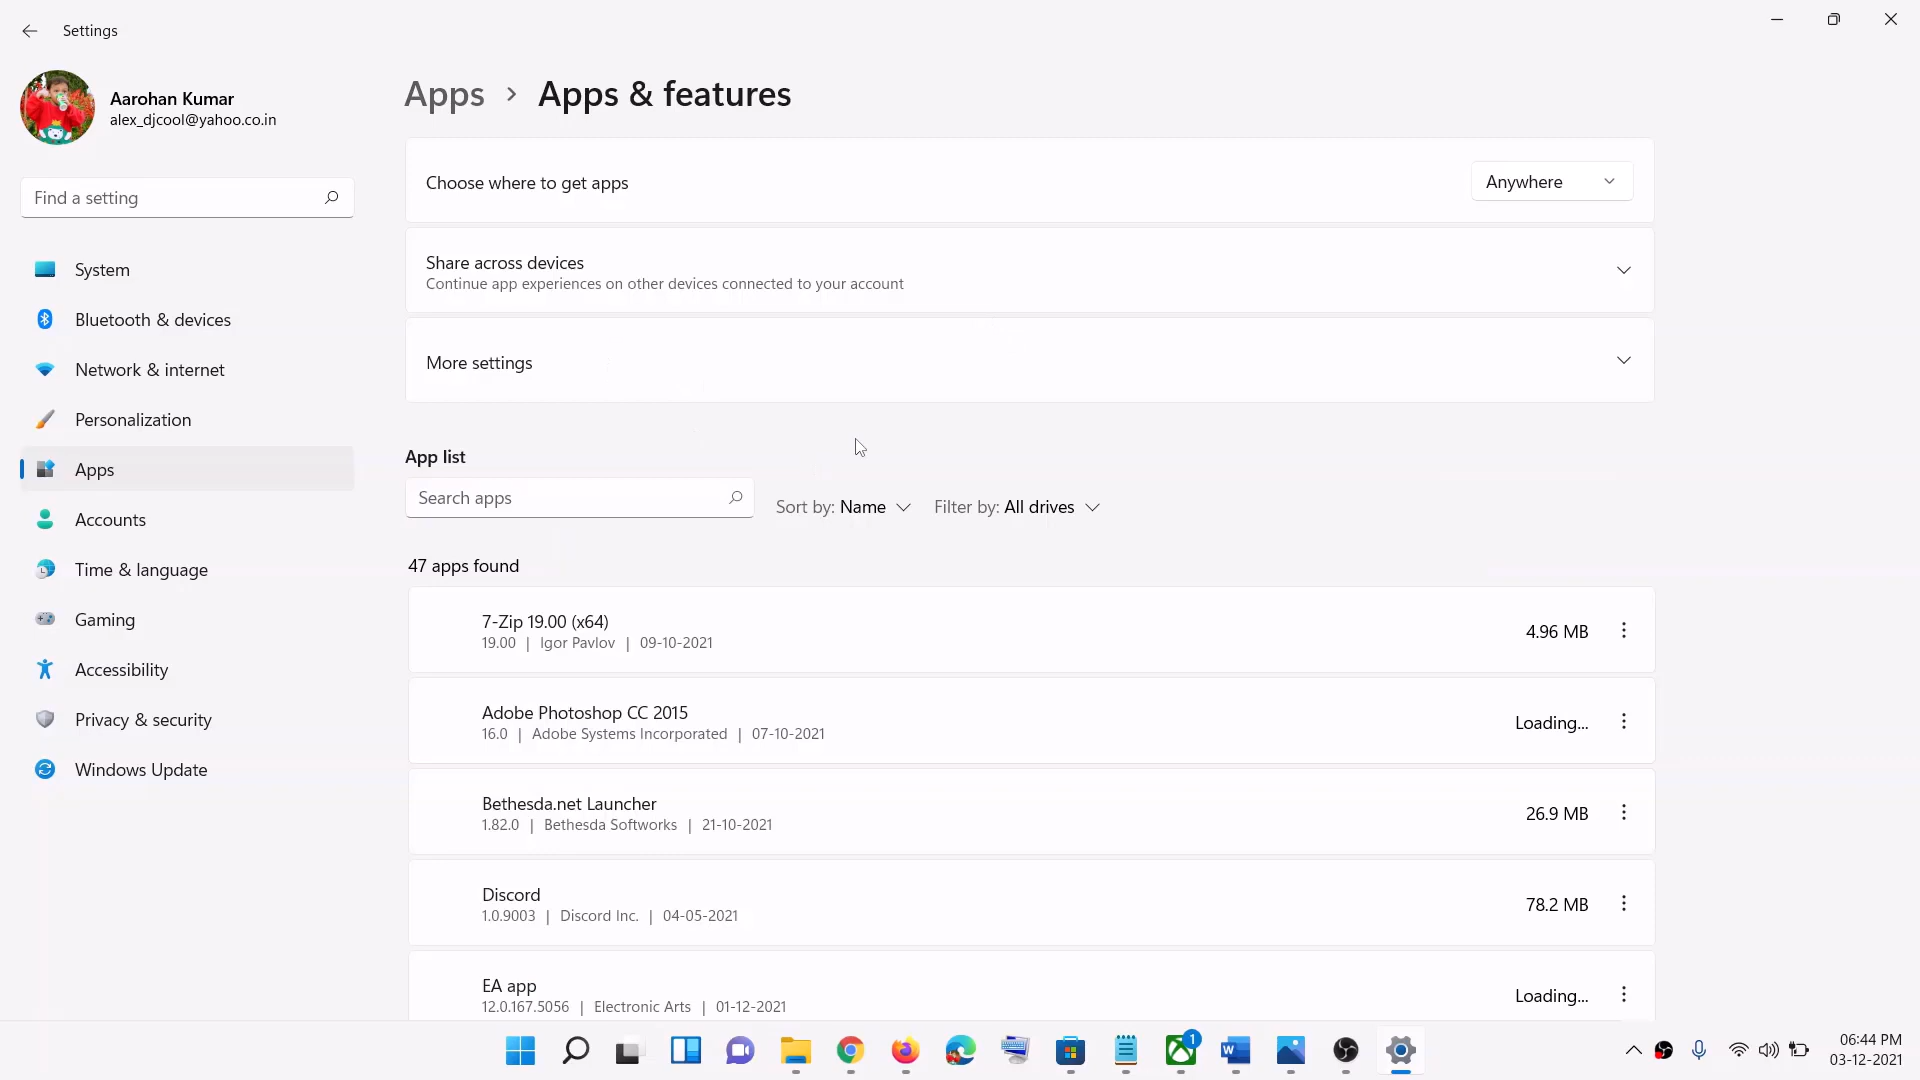 Settings
Aarohan Kumar
alex_djcool@yahoo.co.in
Find a setting
System
Bluetooth & devices
Network & internet
Personalization
Apps
Accounts
Time & language
Gaming
Accessibility
Privacy & security
Windows Update
Apps > Apps & features
Choose where to get apps
Anywhere
Share across devices
Continue app experiences on other devices connected to your account
More settings
App list
Search apps
Sort by: Name
Filter by: All drives
47 apps found
7-Zip 19.00 (x64)
19.00 | Igor Pavlov | 09-10-2021
4.96 MB
Adobe Photoshop CC 2015
16.0 | Adobe Systems Incorporated | 07-10-2021
Loading...
Bethesda.net Launcher
1.82.0 | Bethesda Softworks | 21-10-2021
26.9 MB
Discord
1.0.9003 | Discord Inc. | 04-05-2021
78.2 MB
EA app
12.0.167.5056 | Electronic Arts | 01-12-2021
Loading...
1
W
06:44 PM
03-12-2021